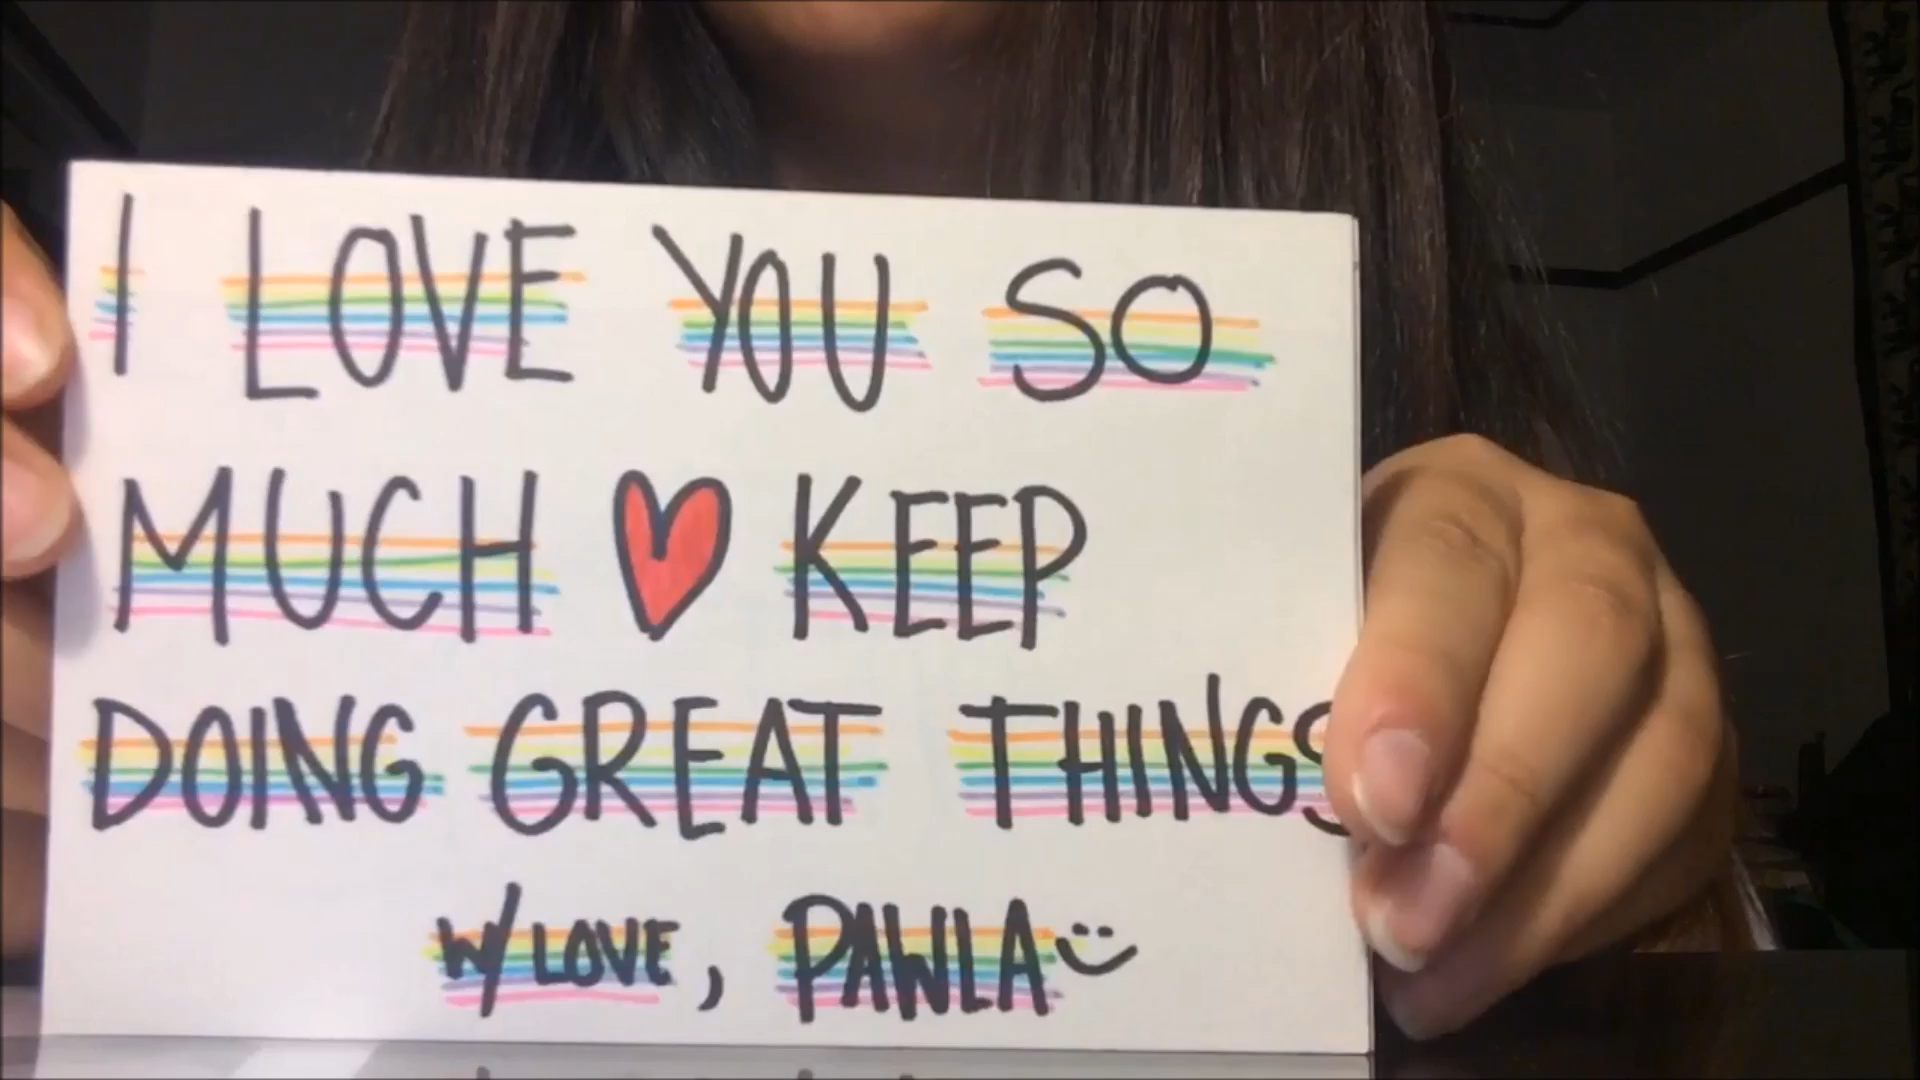 I LOVE YOU SO
MUCH ❤ KEEP
DOING GREAT THINGS
W/ LOVE, PAWLA :)